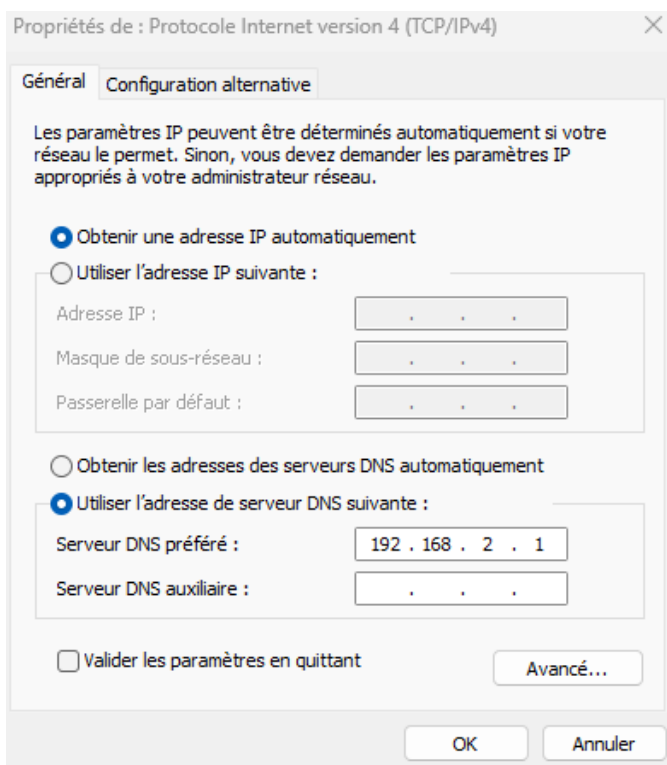 Propriétés de : Protocole Internet version 4 (TCP/IPv4)
Général
Configuration alternative
Les paramètres IP peuvent être déterminés automatiquement si votre
réseau le permet. Sinon, vous devez demander les paramètres IP
appropriés à votre administrateur réseau.
Obtenir une adresse IP automatiquement
Utiliser l'adresse IP suivante :
Adresse IP :
Masque de sous-réseau :
Passerelle par défaut :
Obtenir les adresses des serveurs DNS automatiquement
Utiliser l'adresse de serveur DNS suivante :
Serveur DNS préféré : 192 . 168 . 2 . 1
Serveur DNS auxiliaire :
Valider les paramètres en quittant
Avancé...
OK
Annuler